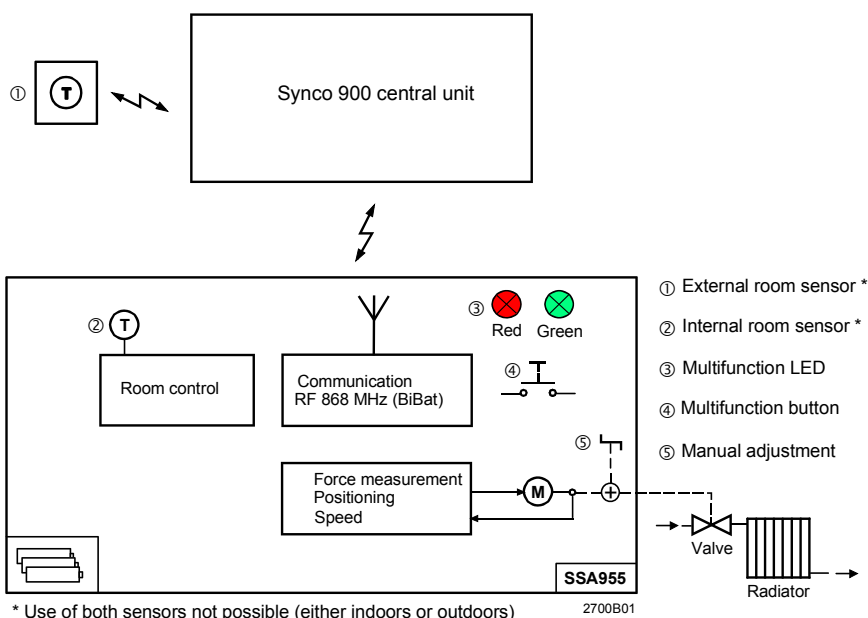 ① T
Synco 900 central unit
① External room sensor *
② Internal room sensor *
③ Multifunction LED
④ Multifunction button
⑤ Manual adjustment
② T
③ Red Green
Room control
Communication
RF 868 MHz (BiBat)
④
⑤
Force measurement
Positioning
Speed
M
Valve
Radiator
SSA955
* Use of both sensors not possible (either indoors or outdoors)
2700B01